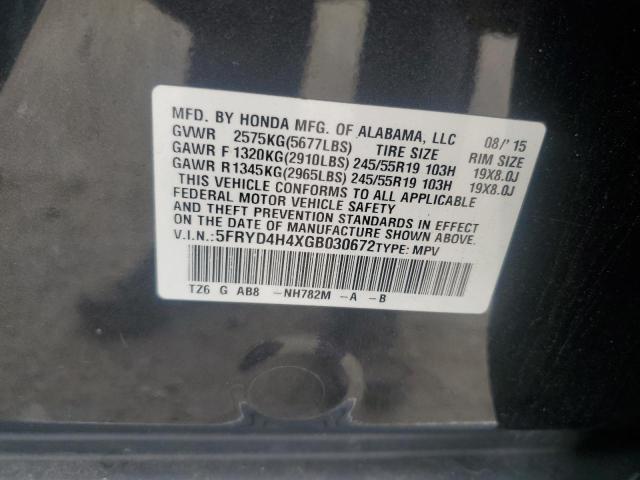 MFD. BY HONDA MFG. OF ALABAMA, LLC 08/'15
GVWR 2575KG(5677LBS) TIRE SIZE RIM SIZE
GAWR F 1320KG(2910LBS) 245/55R19 103H 19X8.0J
GAWR R1345KG(2965LBS) 245/55R19 103H 19X8.0J
THIS VEHICLE CONFORMS TO ALL APPLICABLE
FEDERAL MOTOR VEHICLE SAFETY
AND THEFT PREVENTION STANDARDS IN EFFECT
ON THE DATE OF MANUFACTURE SHOWN ABOVE.
V.I.N.:5FRYD4H4XGB030672TYPE: MPV
TZ6 G AB8 -NH782M -A -B